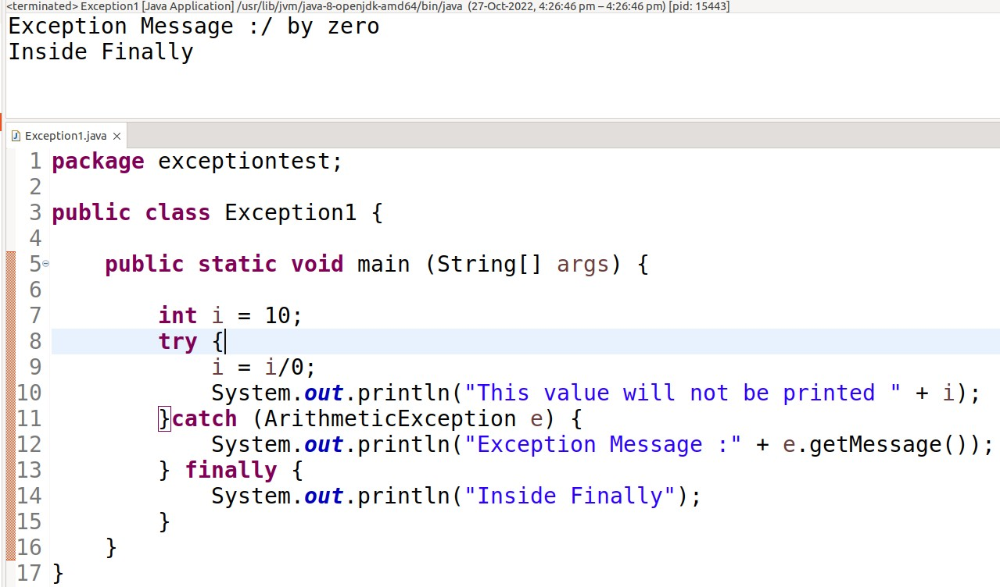 <terminated> Exception1 [Java Application] /usr/lib/jvm/java-8-openjdk-amd64/bin/java (27-Oct-2022, 4:26:46 pm – 4:26:46 pm) [pid: 15443]
Exception Message :/ by zero
Inside Finally
Exception1.java
1 package exceptiontest;
2
3 public class Exception1 {
4
5     public static void main (String[] args) {
6
7         int i = 10;
8         try {
9             i = i/0;
10             System.out.println("This value will not be printed " + i);
11         }catch (ArithmeticException e) {
12             System.out.println("Exception Message :" + e.getMessage());
13         } finally {
14             System.out.println("Inside Finally");
15         }
16     }
17 }